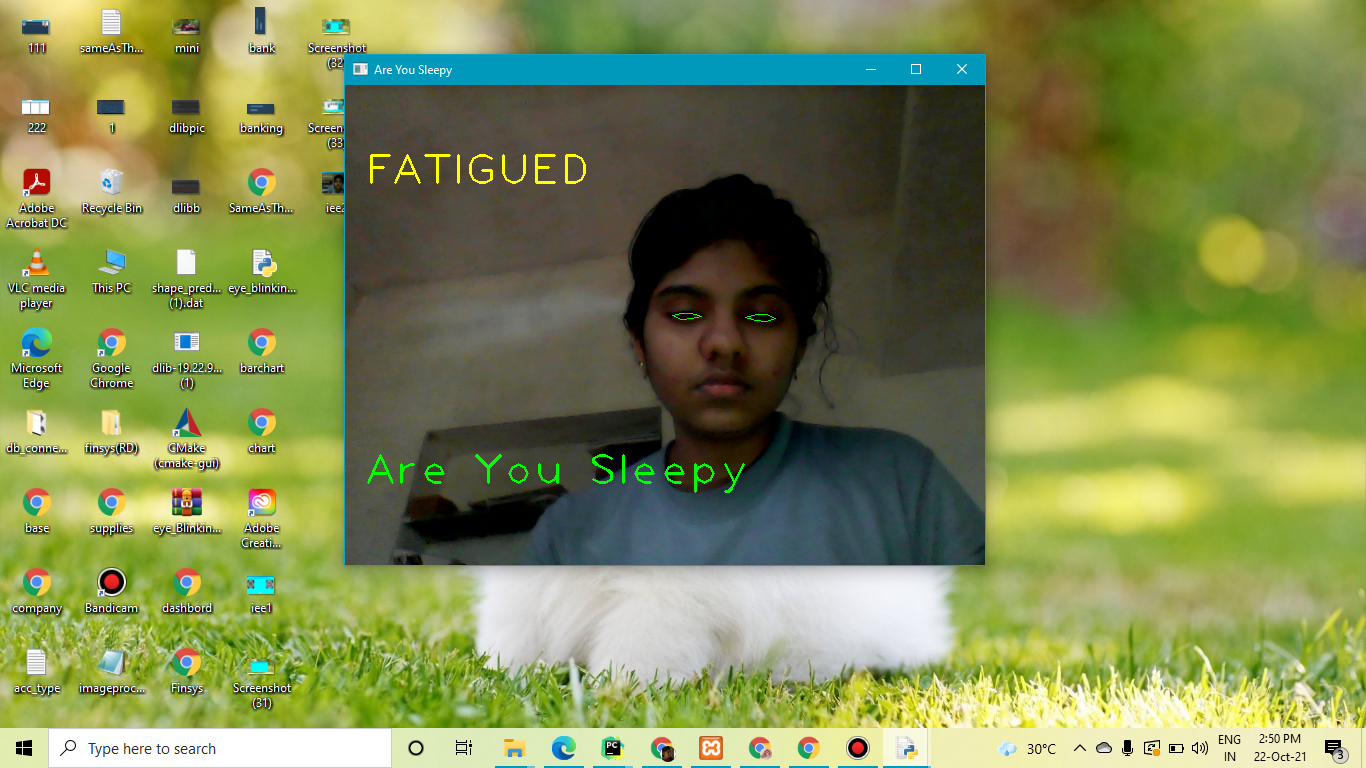 111
sameAsTh...
mini
bank
Screenshot
(32)
222
1
dlibpic
banking
Adobe
Acrobat DC
Recycle Bin
dlibb
SameAsTh...
VLC media
player
This PC
shape_pred...
(1).dat
eye_blinkin...
Microsoft
Edge
Google
Chrome
dlib-19.22.9...
(1)
barchart
db_conne...
finsys(RD)
CMake
(cmake-gui)
chart
base
supplies
eye_Blinkin...
Adobe
Creati...
company
Bandicam
dashbord
iee1
acc_type
imageproc...
Finsys
Screenshot
(31)
Are You Sleepy
FATIGUED
Are You Sleepy
Type here to search
PC
30°C
ENG
IN
2:50 PM
22-Oct-21
3